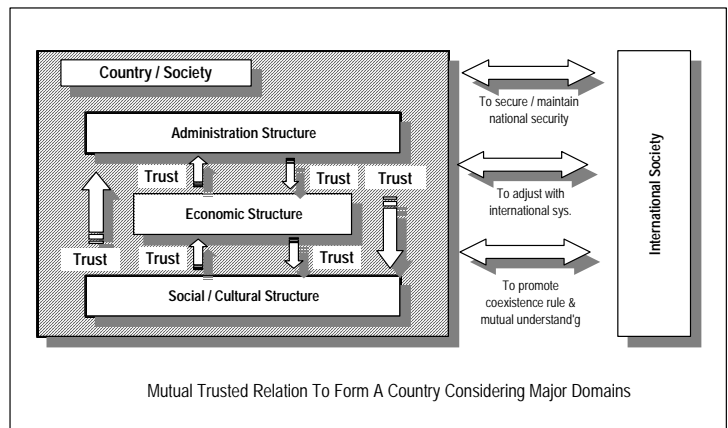 Country / Society
To secure / maintain
national security
Administration Structure
Trust
Trust
Trust
To adjust with
international sys.
Economic Structure
International Society
Trust
Trust
Trust
To promote
coexistence rule &
mutual understand'g
Social / Cultural Structure
Mutual Trusted Relation To Form A Country Considering Major Domains